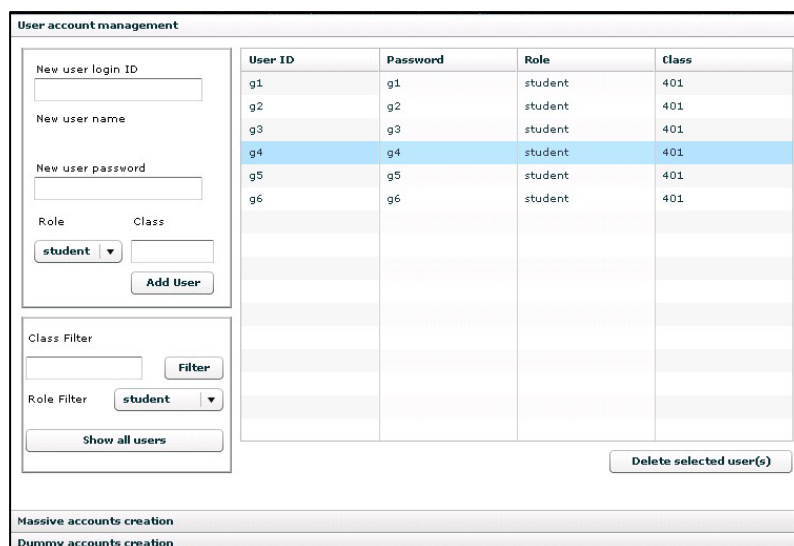 User account management
New user login ID
New user name
New user password
Role Class
student
Add User
Class Filter
Filter
Role Filter student
Show all users
User ID Password Role Class
g1 g1 student 401
g2 g2 student 401
g3 g3 student 401
g4 g4 student 401
g5 g5 student 401
g6 g6 student 401
Delete selected user(s)
Massive accounts creation
Dummy accounts creation